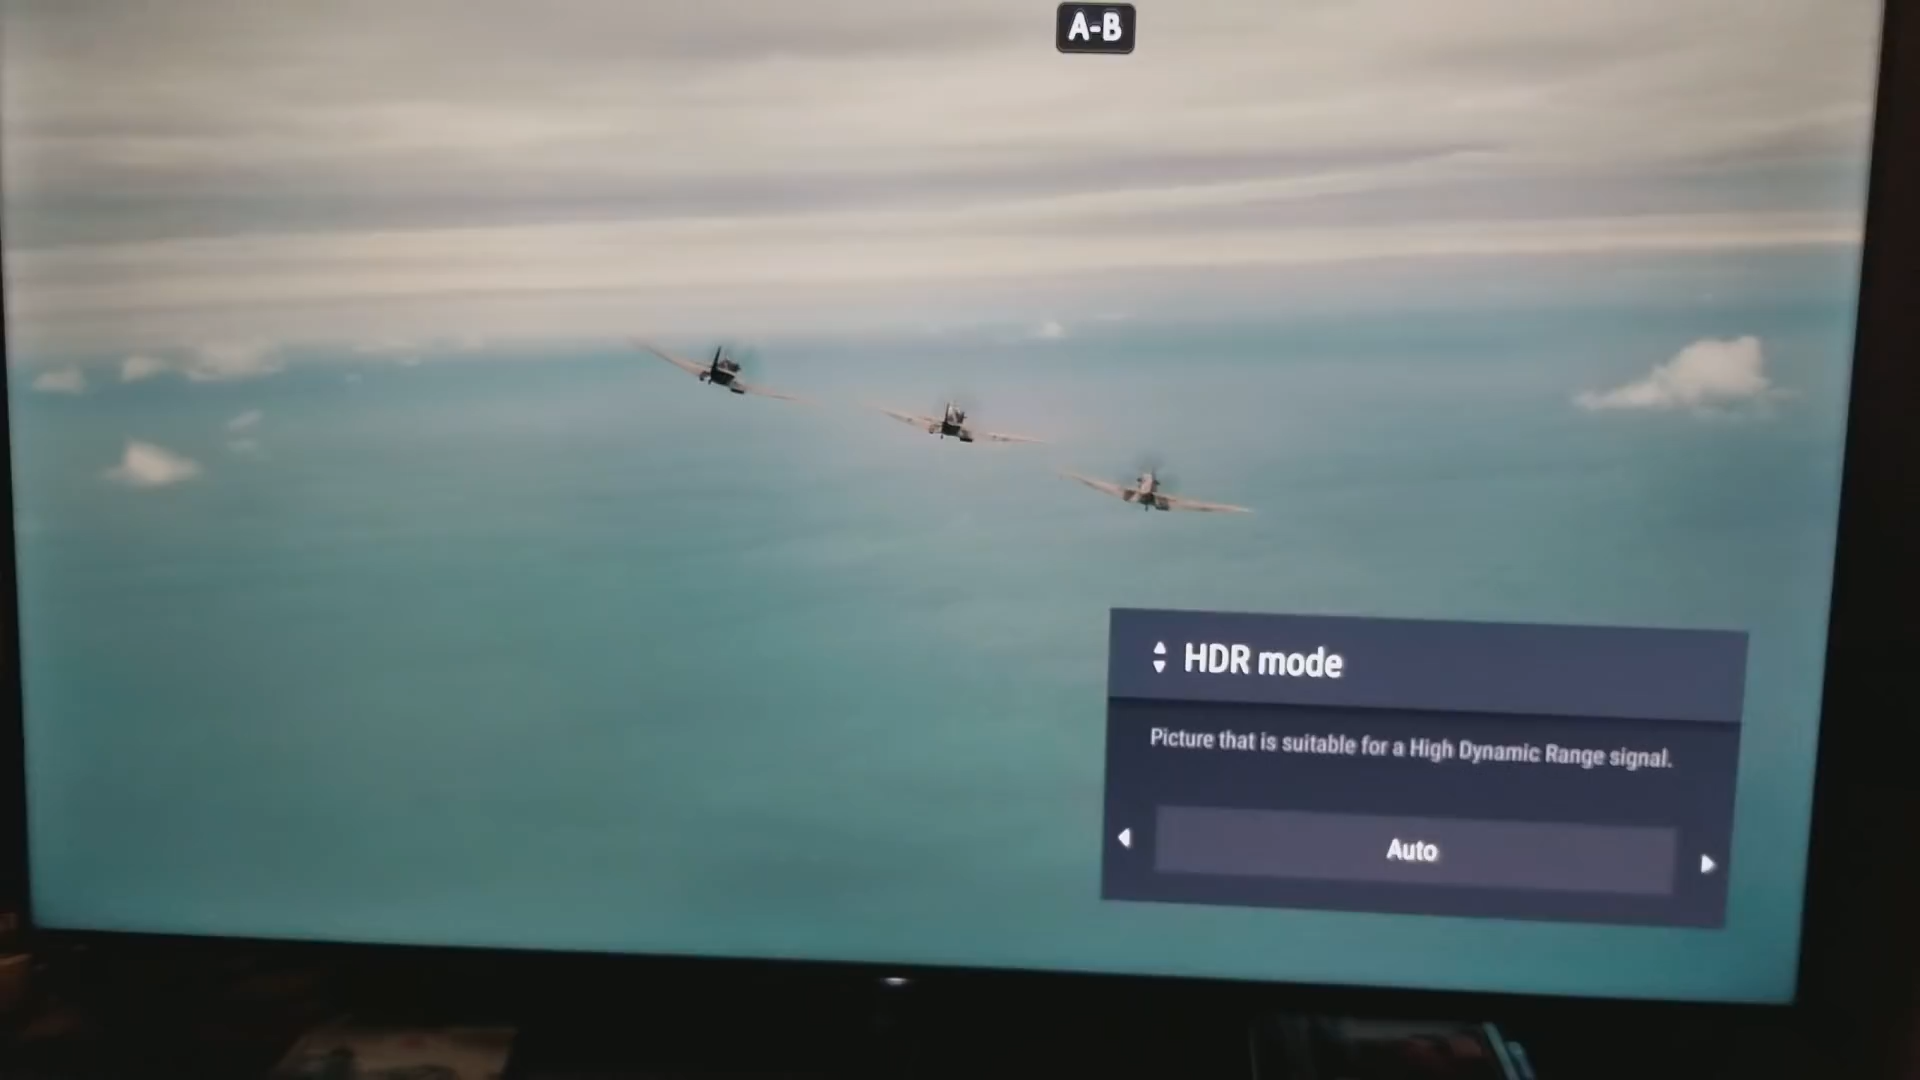 A-B
HDR mode
Picture that is suitable for a High Dynamic Range signal.
Auto